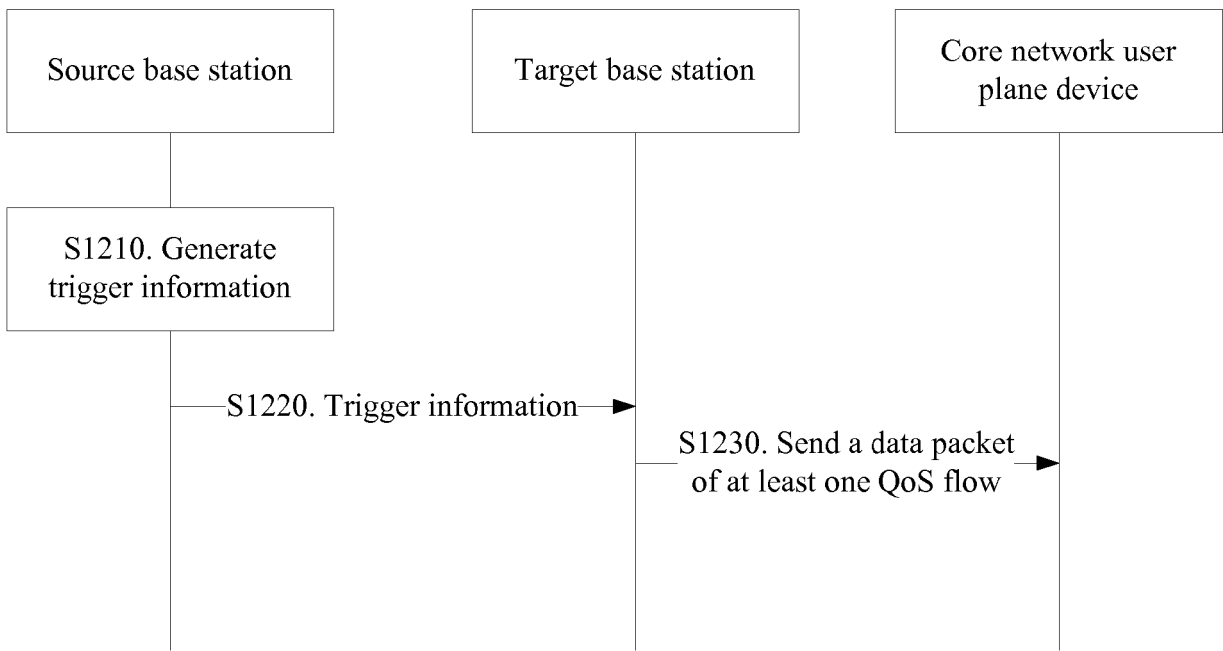 Source base station
Target base station
Core network user
plane device
S1210. Generate
trigger information
S1220. Trigger information
S1230. Send a data packet
of at least one QoS flow